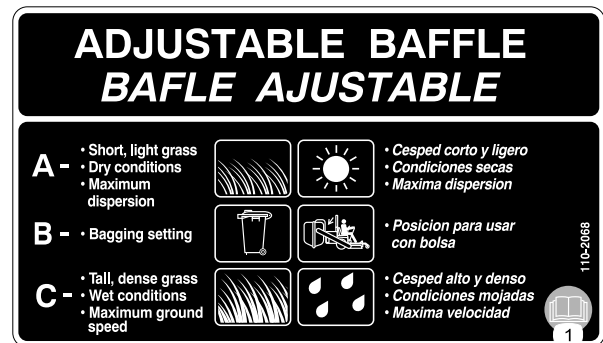 ADJUSTABLE BAFFLE
BAFLE AJUSTABLE
A -
• Short, light grass
• Dry conditions
• Maximum
dispersion
• Cesped corto y ligero
• Condiciones secas
• Maxima dispersion
B -
• Bagging setting
• Posicion para usar
con bolsa
C -
• Tall, dense grass
• Wet conditions
• Maximum ground
speed
• Cesped alto y denso
• Condiciones mojadas
• Maxima velocidad
110-2068
1